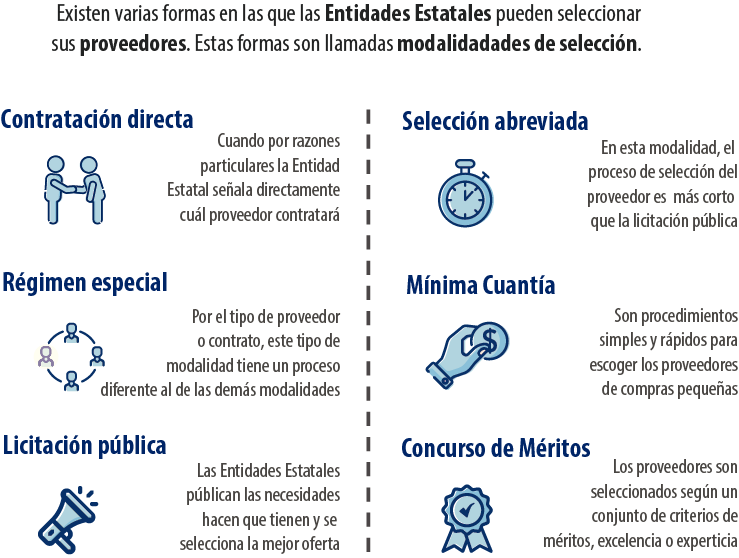 Existen varias formas en las que las Entidades Estatales pueden seleccionar
sus proveedores. Estas formas son llamadas modalidadades de selección.
Contratación directa
Cuando por razones
particulares la Entidad
Estatal señala directamente
cuál proveedor contratará
Régimen especial
Por el tipo de proveedor
o contrato, este tipo de
modalidad tiene un proceso
diferente al de las demás modalidades
Licitación pública
Las Entidades Estatales
públican las necesidades
hacen que tienen y se
selecciona la mejor oferta
Selección abreviada
En esta modalidad, el
proceso de selección del
proveedor es más corto
que la licitación pública
Mínima Cuantía
$
Son procedimientos
simples y rápidos para
escoger los proveedores
de compras pequeñas
Concurso de Méritos
Los proveedores son
seleccionados según un
conjunto de criterios de
méritos, excelencia o experticia